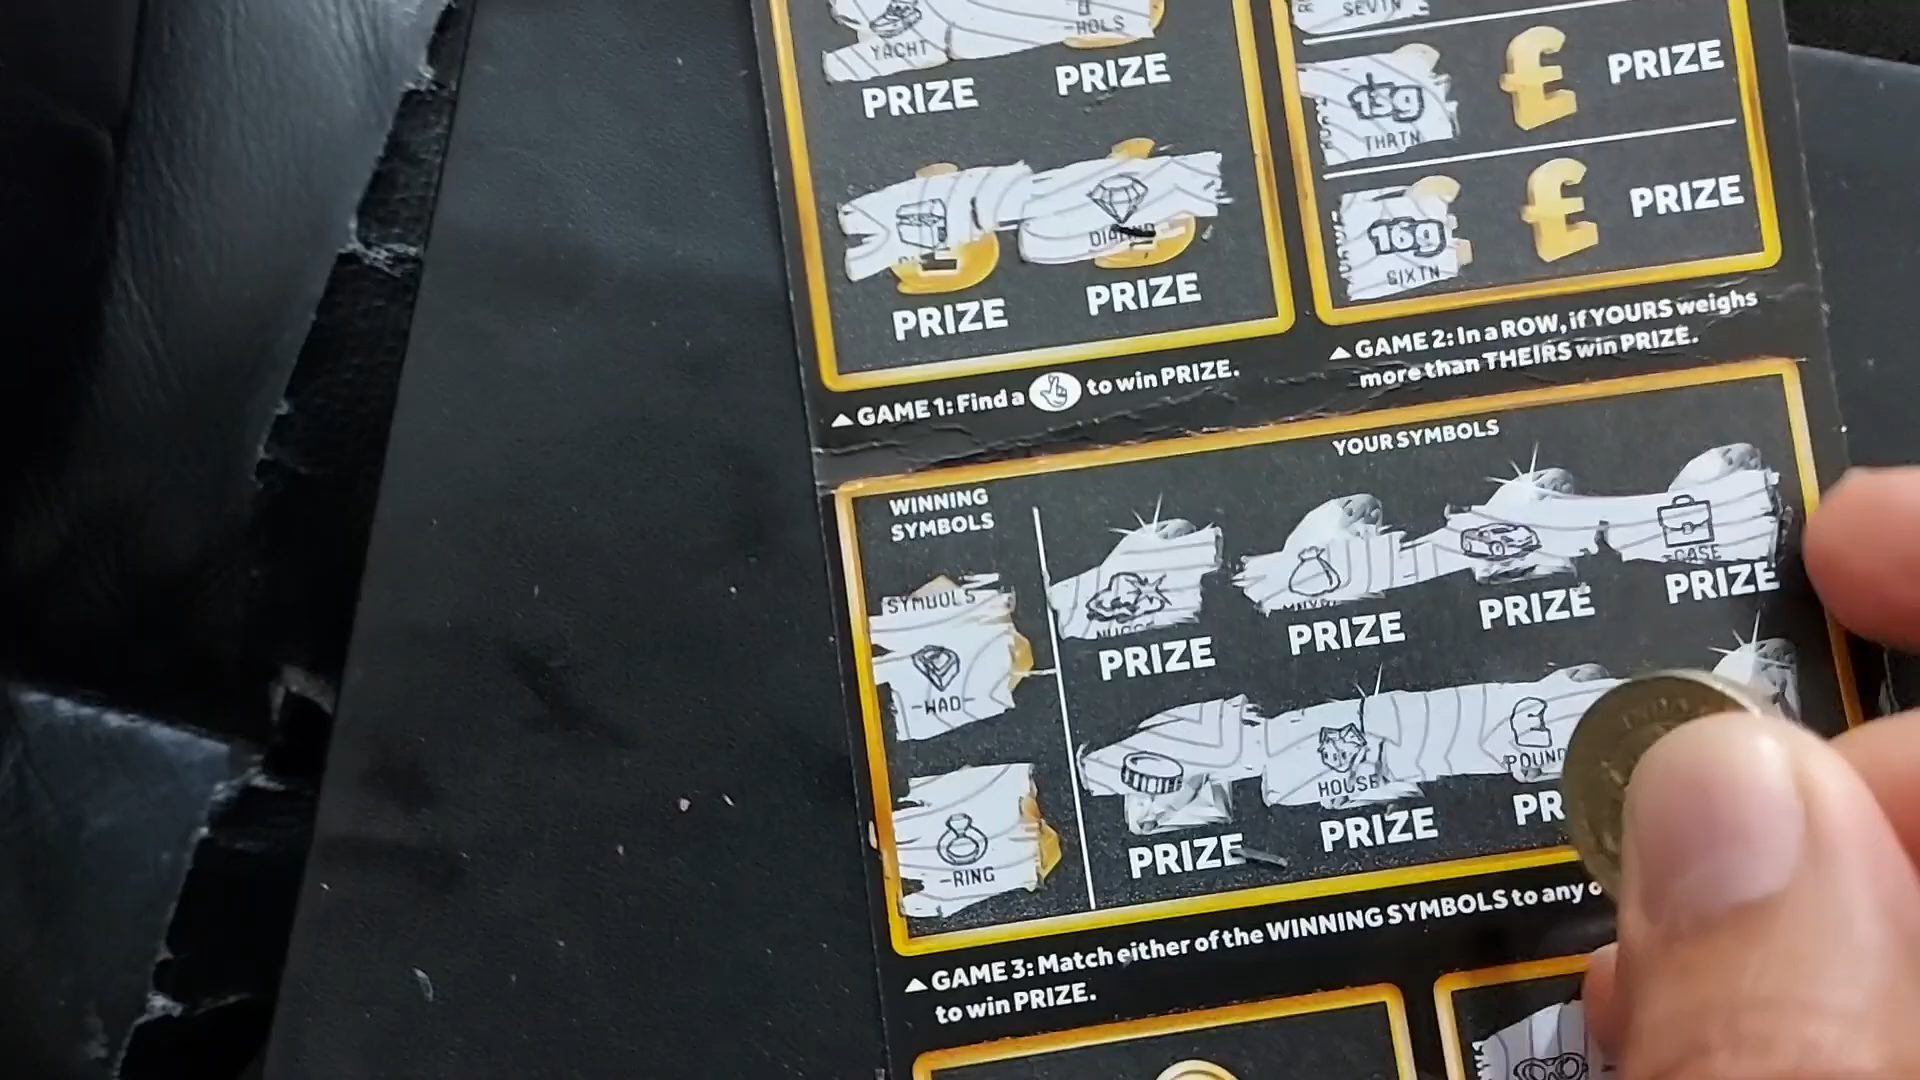 YACHT
-HOLS
PRIZE
PRIZE
PRIZE
PRIZE
GAME 1: Find a to win PRIZE.
SEVTN
13g
THRTN
£ PRIZE
16g
SIXTN
£ PRIZE
GAME 2: In a ROW, if YOURS weighs
more than THEIRS win PRIZE.
WINNING
SYMBOLS
YOUR SYMBOLS
SYMBOLS
-WAD-
-RING
-CASE
PRIZE
PRIZE
PRIZE
PRIZE
HOUSE
POUND
PRIZE
PRIZE
PR
GAME 3: Match either of the WINNING SYMBOLS to any
to win PRIZE.